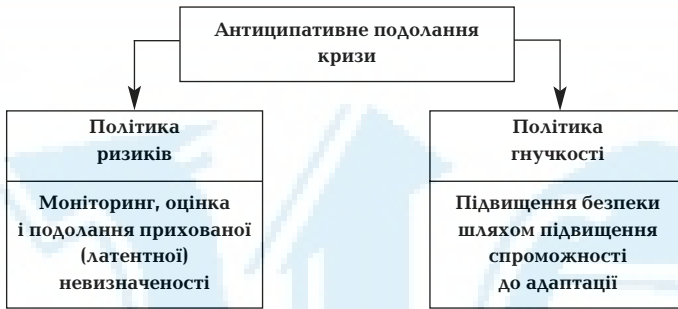 Антиципативне подолання
кризи
Політика
ризиків
Моніторинг, оцінка
і подолання прихованої
(латентної)
невизначеності
Політика
гнучкості
Підвищення безпеки
шляхом підвищення
спроможності
до адаптації